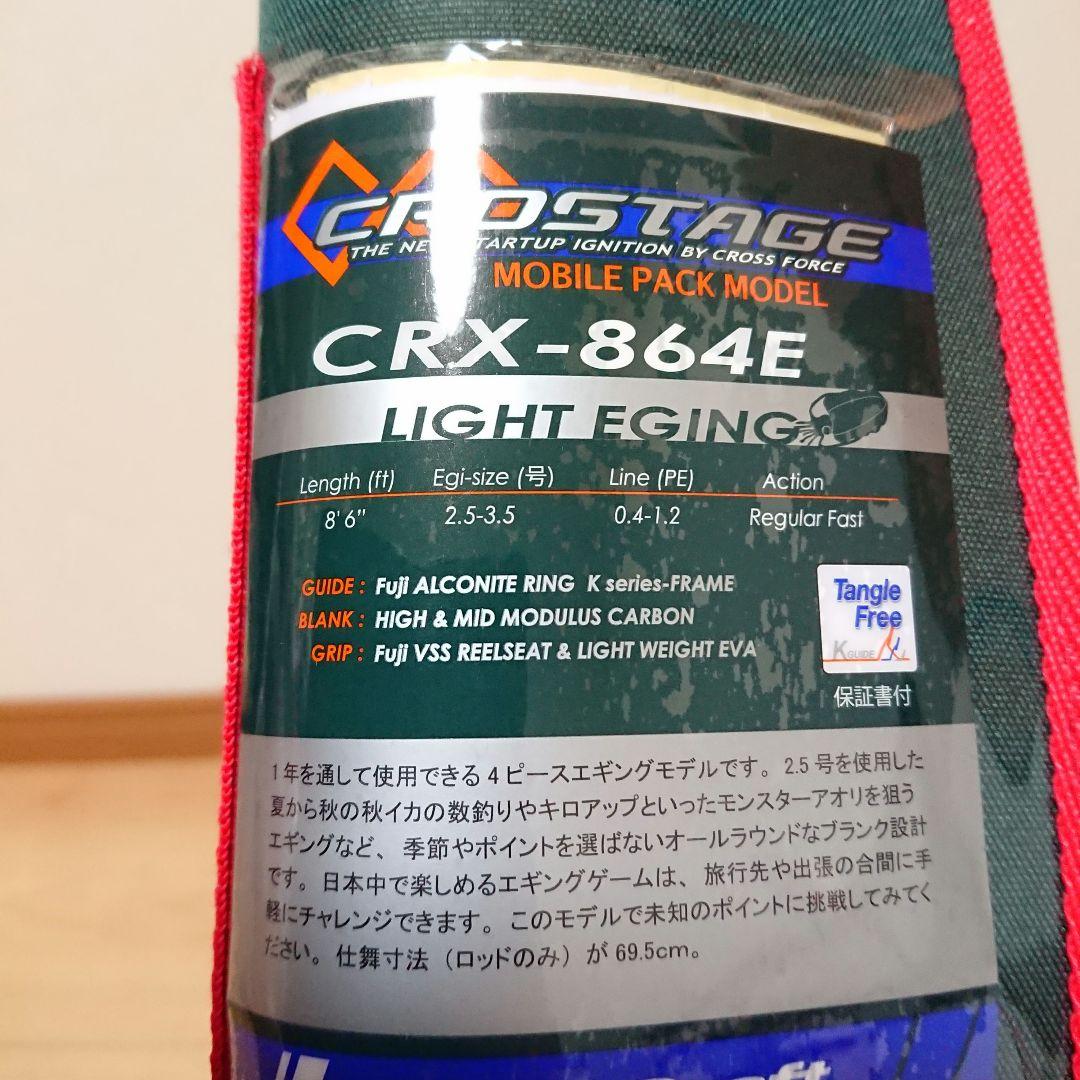 CROSTAGE
THE NEW STARTUP IGNITION BY CROSS FORCE
MOBILE PACK MODEL
CRX-864E
LIGHT EGING
Length (ft) Egi-size (号) Line (PE) Action
8'6" 2.5-3.5 0.4-1.2 Regular Fast
GUIDE : Fuji ALCONITE RING K series-FRAME
BLANK : HIGH & MID MODULUS CARBON
GRIP : Fuji VSS REELSEAT & LIGHT WEIGHT EVA
Tangle
Free
K GUIDE
保証書付
1年を通して使用できる4ピースエギングモデルです。2.5号を使用した
夏から秋の秋イカの数釣りやキロアップといったモンスターアオリを狙う
エギングなど、季節やポイントを選ばないオールラウンドなブランク設計
です。日本中で楽しめるエギングゲームは、旅行先や出張の合間に手
軽にチャレンジできます。このモデルで未知のポイントに挑戦してみてく
ださい。仕舞寸法（ロッドのみ）が69.5cm。